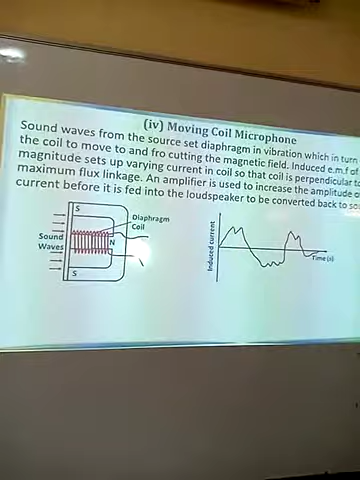 (iv) Moving Coil Microphone
Sound waves from the source set diaphragm in vibration which in turn
the coil to move to and fro cutting the magnetic field. Induced e.m.f of
magnitude sets up varying current in coil so that coil is perpendicular to
maximum flux linkage. An amplifier is used to increase the amplitude
current before it is fed into the loudspeaker to be converted back to
S
Diaphragm
Coil
Sound
Waves
N
S
Induced current
Time (s)